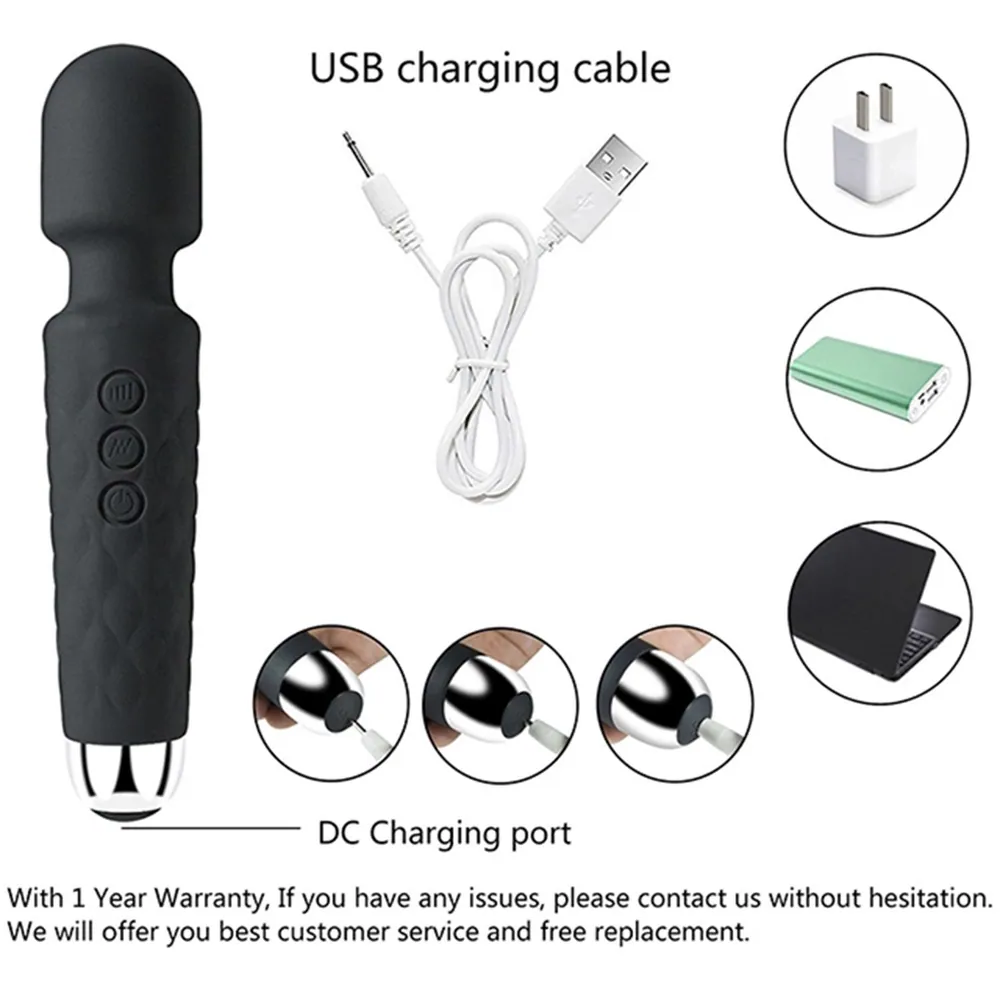 USB charging cable
DC Charging port
With 1 Year Warranty, If you have any issues, please contact us without hesitation.
We will offer you best customer service and free replacement.